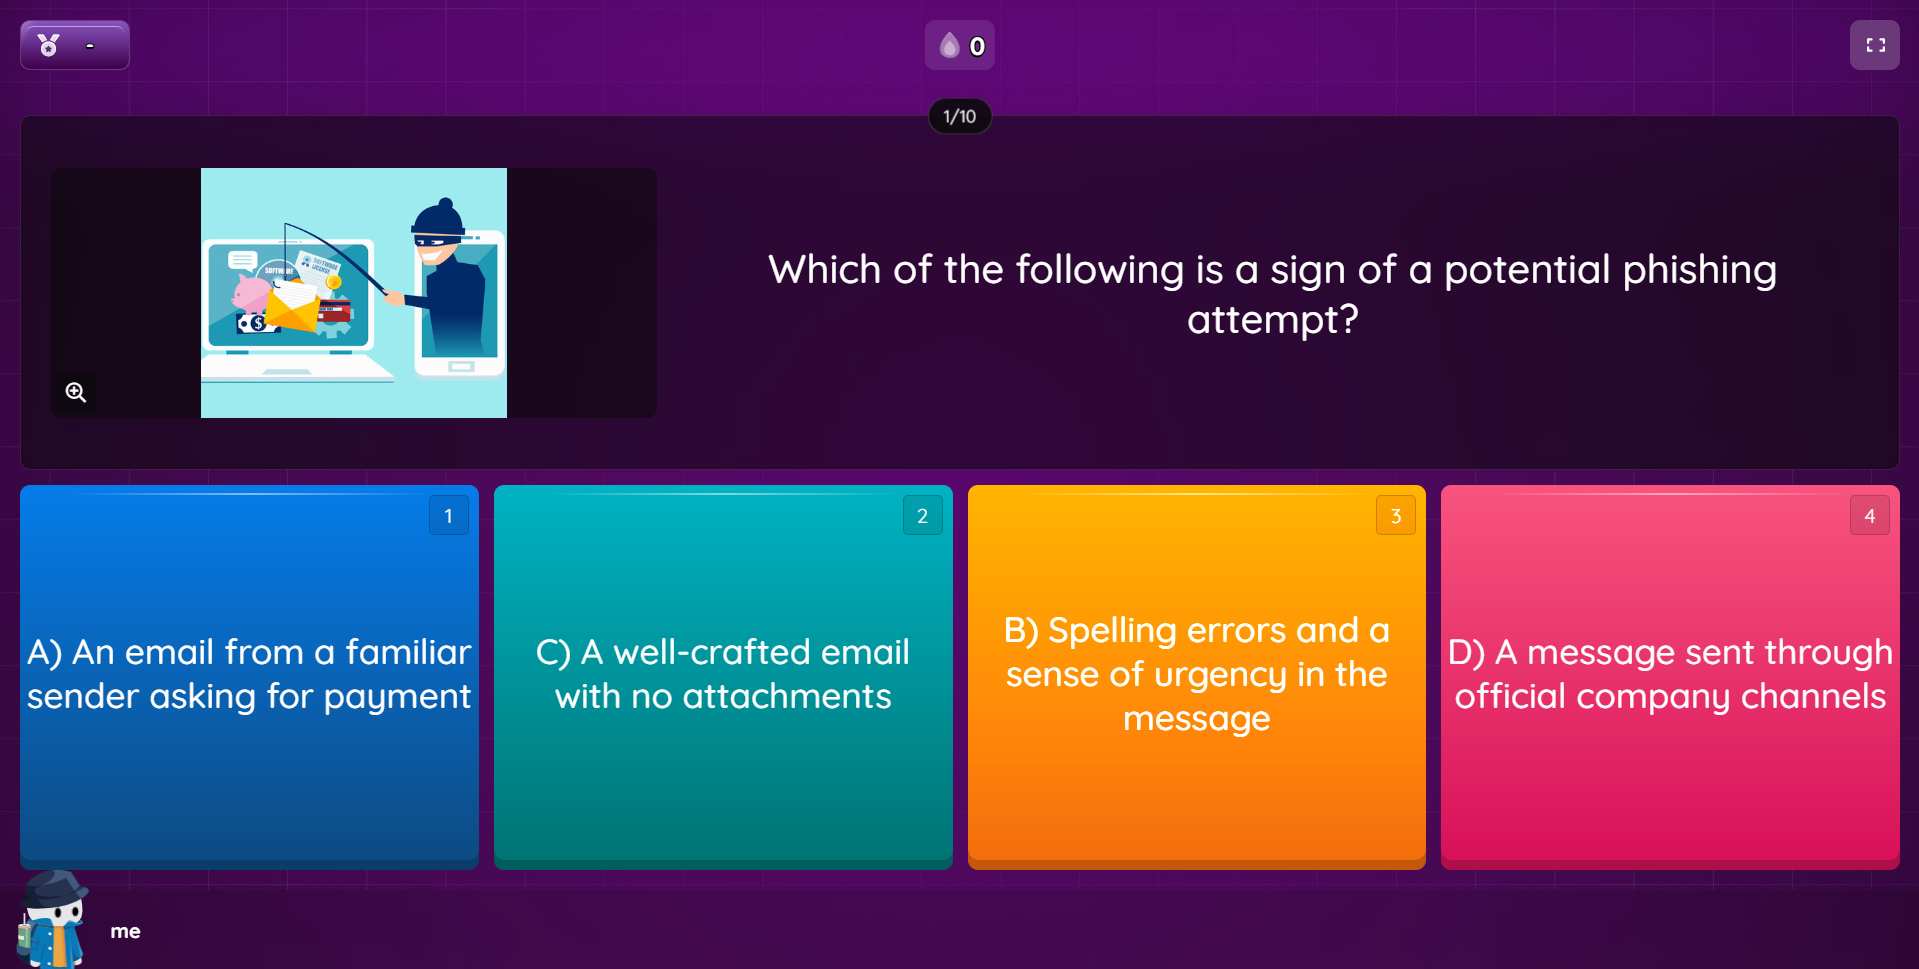 -
0
1/10
SOFTWARE
SOFTWARE
LICENSE
$
Which of the following is a sign of a potential phishing
attempt?
1
A) An email from a familiar
sender asking for payment
2
C) A well-crafted email
with no attachments
3
B) Spelling errors and a
sense of urgency in the
message
4
D) A message sent through
official company channels
me